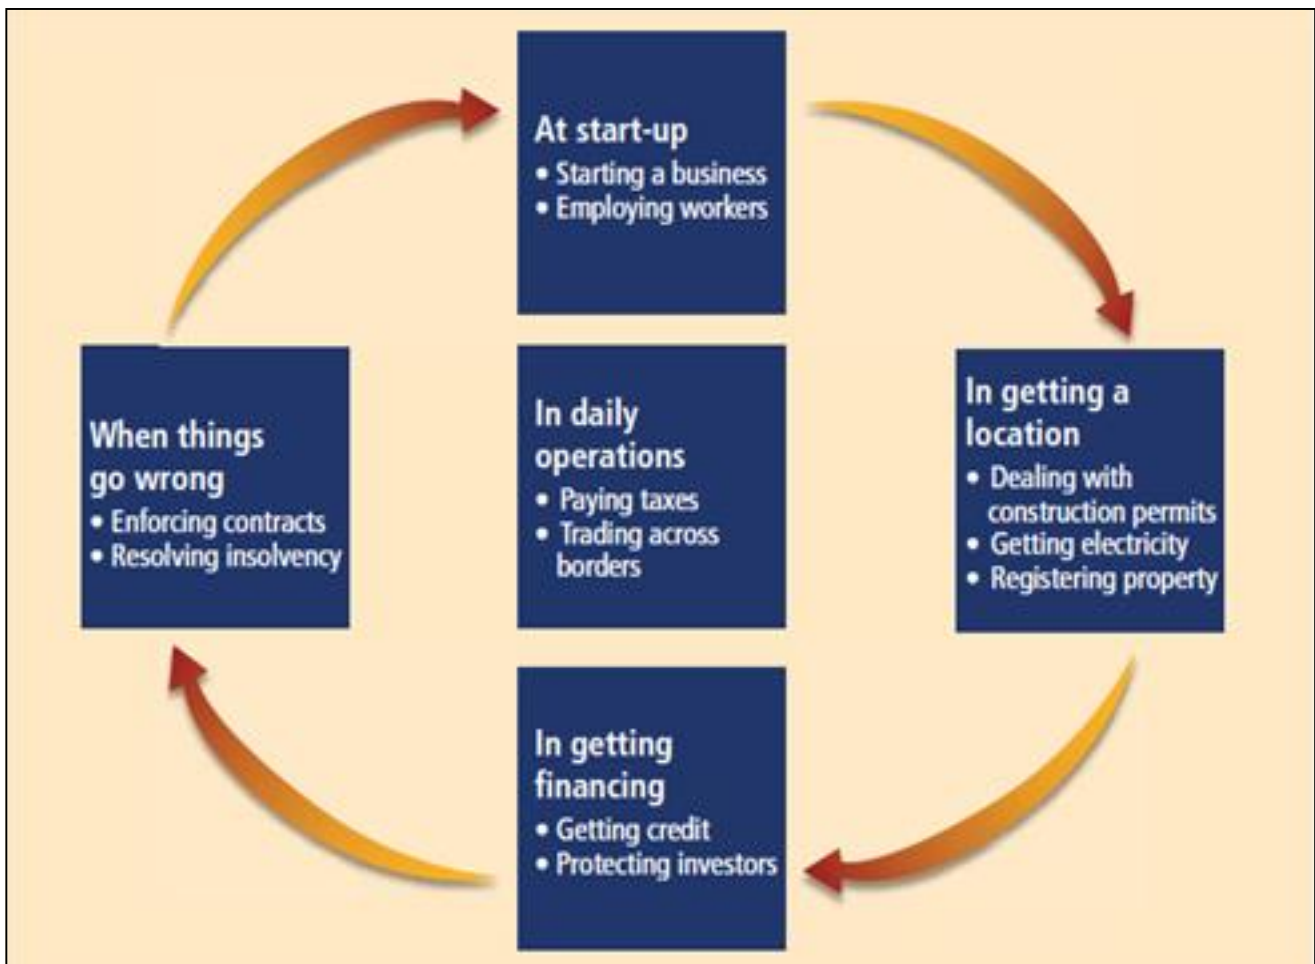 At start-up
• Starting a business
• Employing workers
In getting a
location
• Dealing with
construction permits
• Getting electricity
• Registering property
In getting
financing
• Getting credit
• Protecting investors
When things
go wrong
• Enforcing contracts
• Resolving insolvency
In daily
operations
• Paying taxes
• Trading across
borders